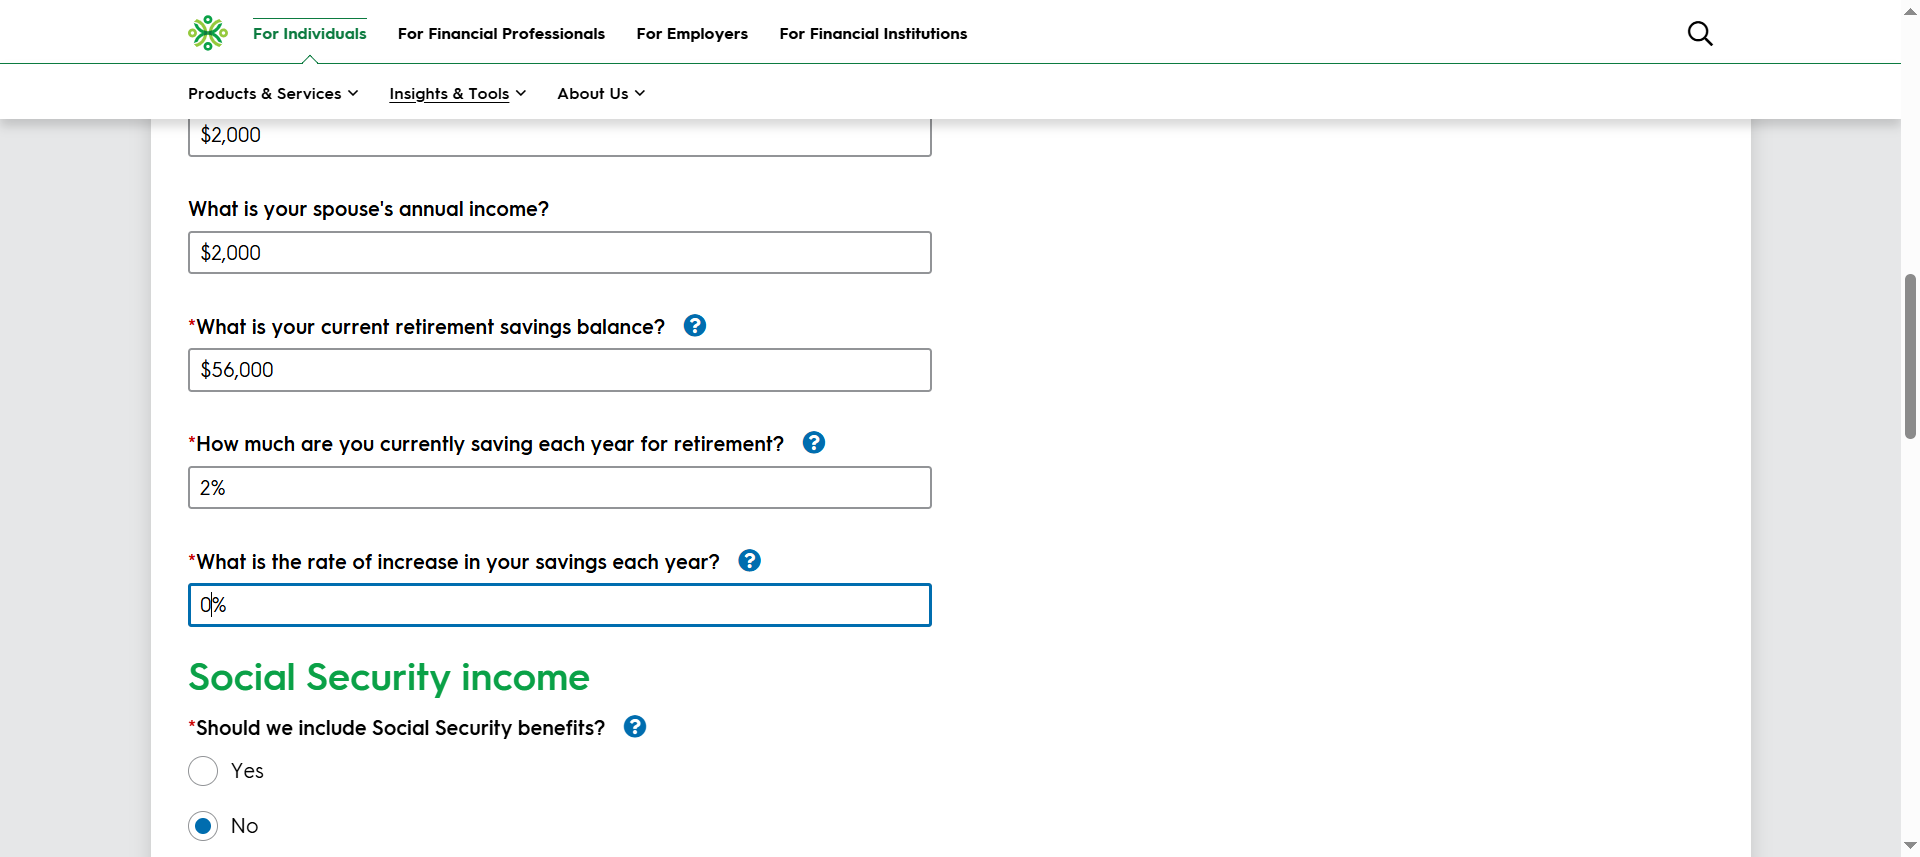 For Individuals For Financial Professionals For Employers For Financial Institutions
Products & Services Insights & Tools About Us
$2,000
What is your spouse's annual income?
$2,000
*What is your current retirement savings balance? ?
$56,000
*How much are you currently saving each year for retirement? ?
2%
*What is the rate of increase in your savings each year? ?
0%
Social Security income
*Should we include Social Security benefits? ?
Yes
No